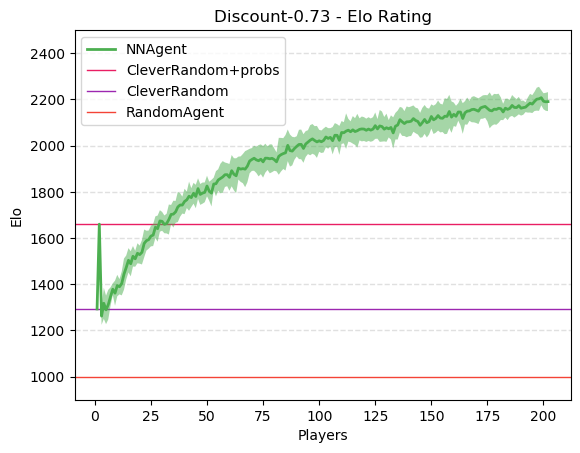 Discount-0.73 - Elo Rating
NNAgent
CleverRandom+probs
CleverRandom
RandomAgent
2400
2200
2000
1800
1600
1400
1200
1000
Elo
0 25 50 75 100 125 150 175 200
Players